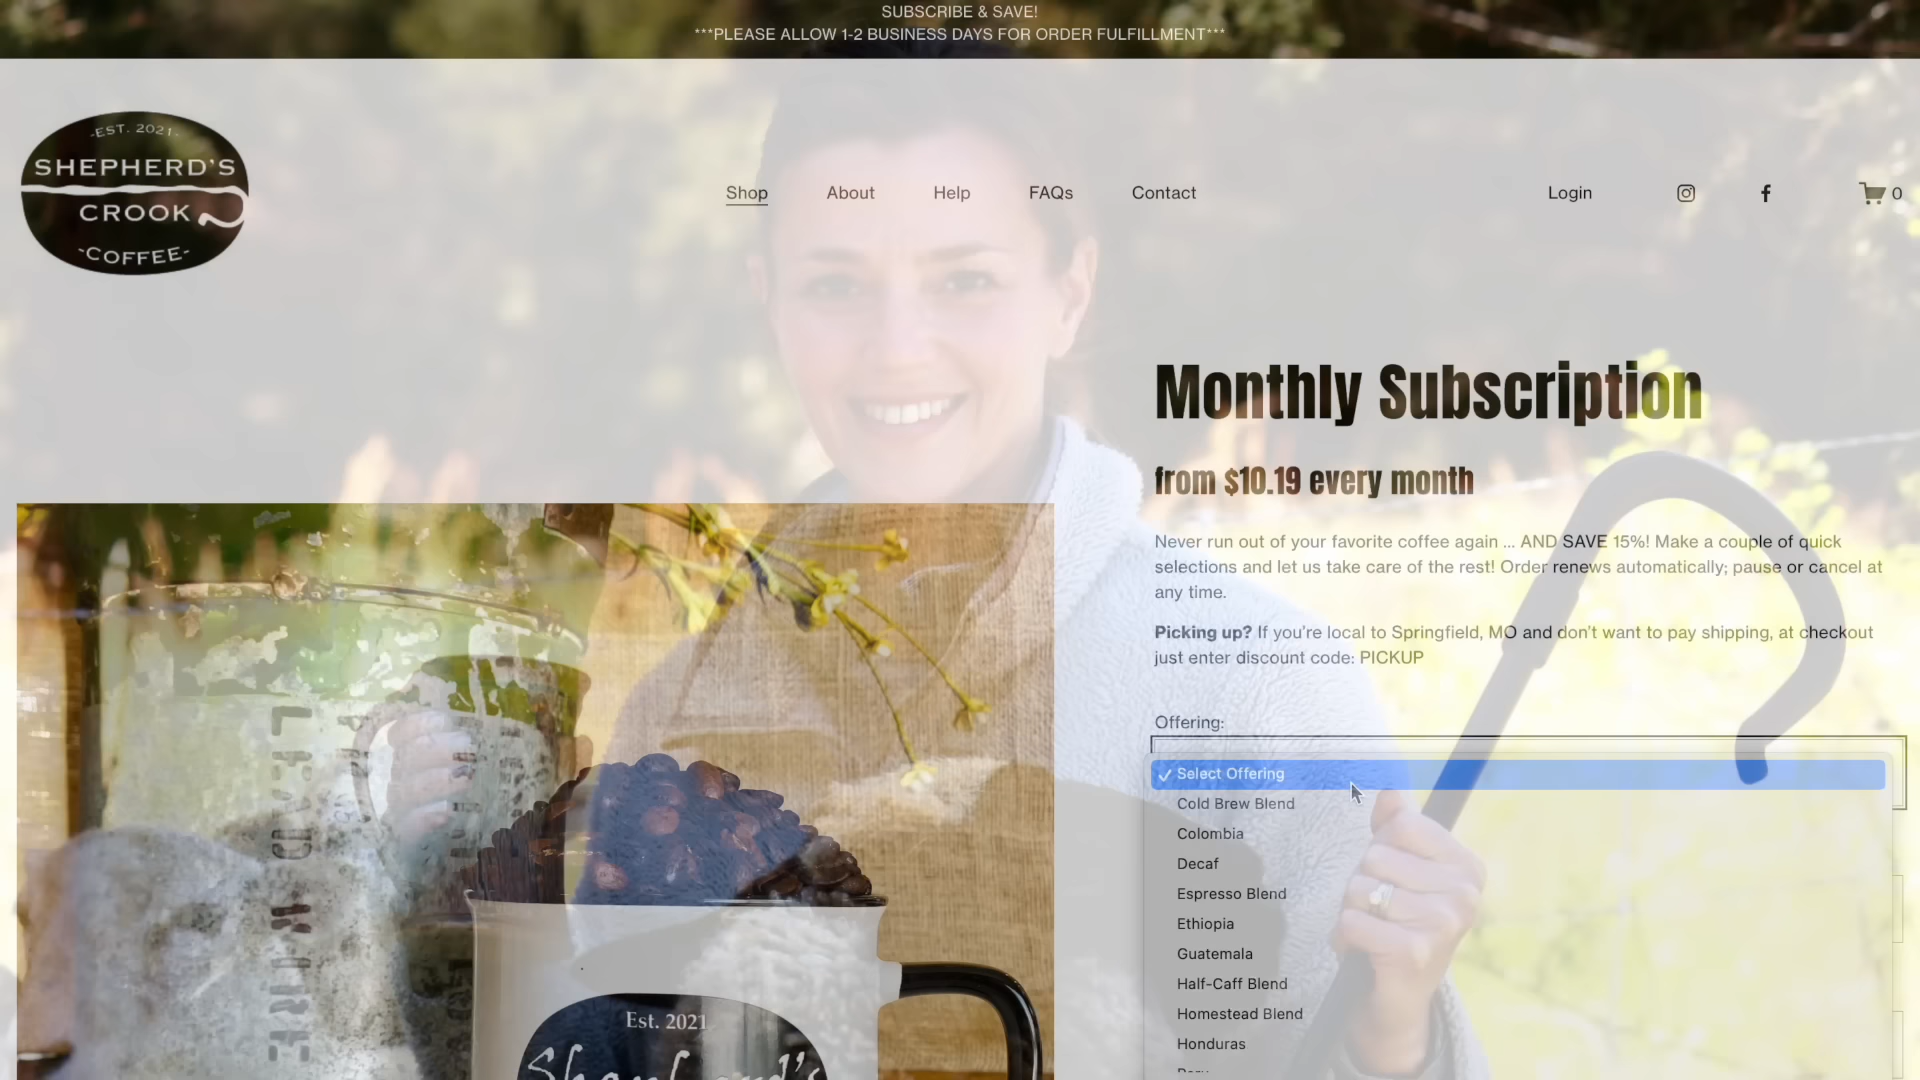 SUBSCRIBE & SAVE!
***PLEASE ALLOW 1-2 BUSINESS DAYS FOR ORDER FULFILLMENT***
-EST. 2021-
SHEPHERD'S
CROOK
-COFFEE-
Shop
About
Help
FAQs
Contact
Login
0
Monthly Subscription
from $10.19 every month
Never run out of your favorite coffee again ... AND SAVE 15%! Make a couple of quick
selections and let us take care of the rest! Order renews automatically; pause or cancel at
any time.
Picking up? If you're local to Springfield, MO and don't want to pay shipping, at checkout
just enter discount code: PICKUP
Offering:
Select Offering
Cold Brew Blend
Colombia
Decaf
Espresso Blend
Ethiopia
Guatemala
Half-Caff Blend
Homestead Blend
Honduras
Est. 2021
Shepherd's